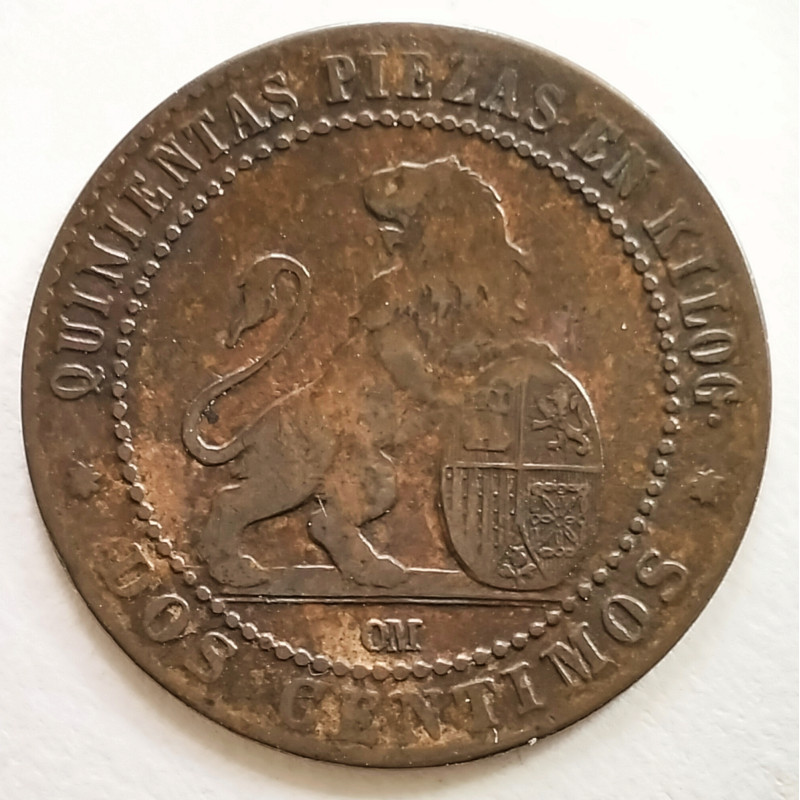 QUINIENTAS PIEZAS EN KILOG.
OM
DOS CENTIMOS